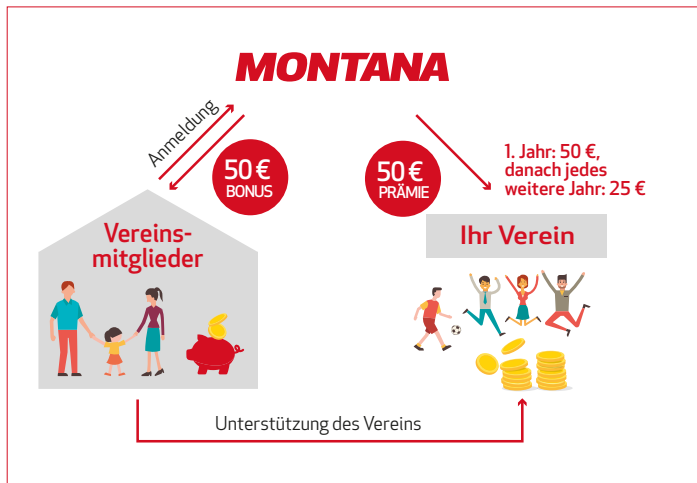 MONTANA
Anmeldung
50 €
BONUS
50 €
PRÄMIE
1. Jahr: 50 €,
danach jedes
weitere Jahr: 25 €
Vereins-
mitglieder
Ihr Verein
Unterstützung des Vereins